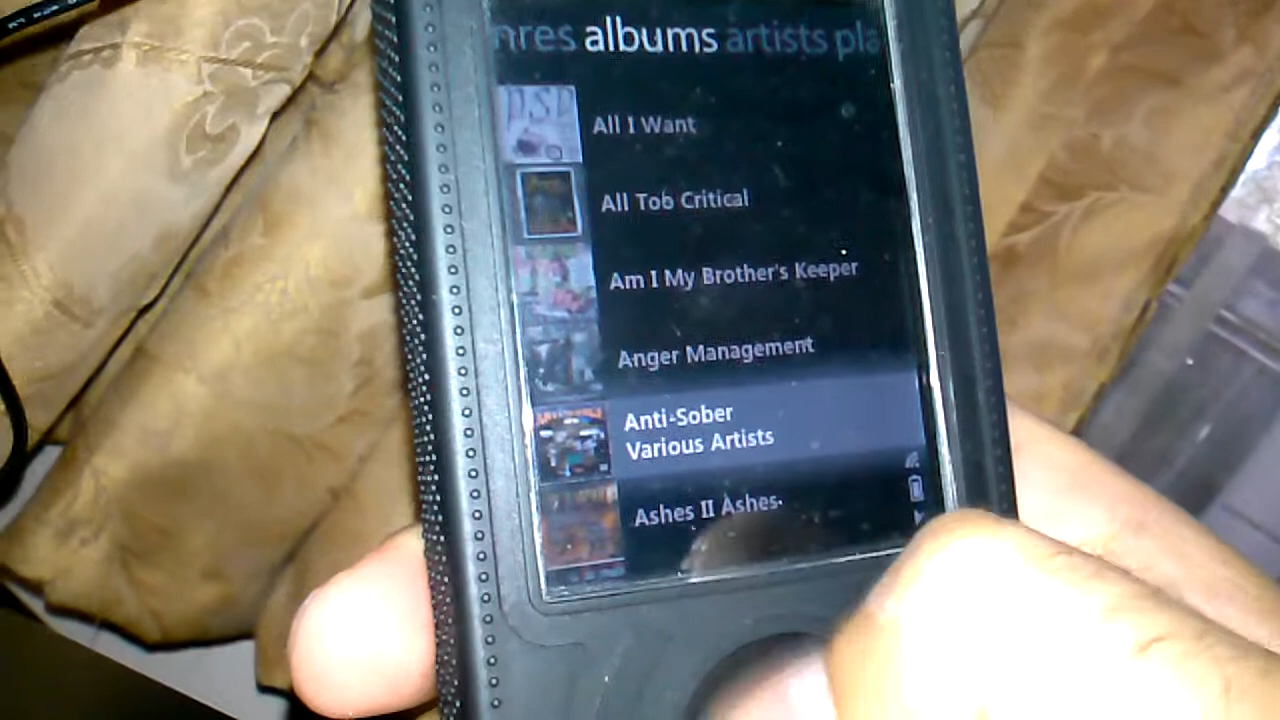 nres albums artists pla
All I Want
All Tob Critical
Am I My Brother's Keeper
Anger Management
Anti-Sober
Various Artists
Ashes II Ashes